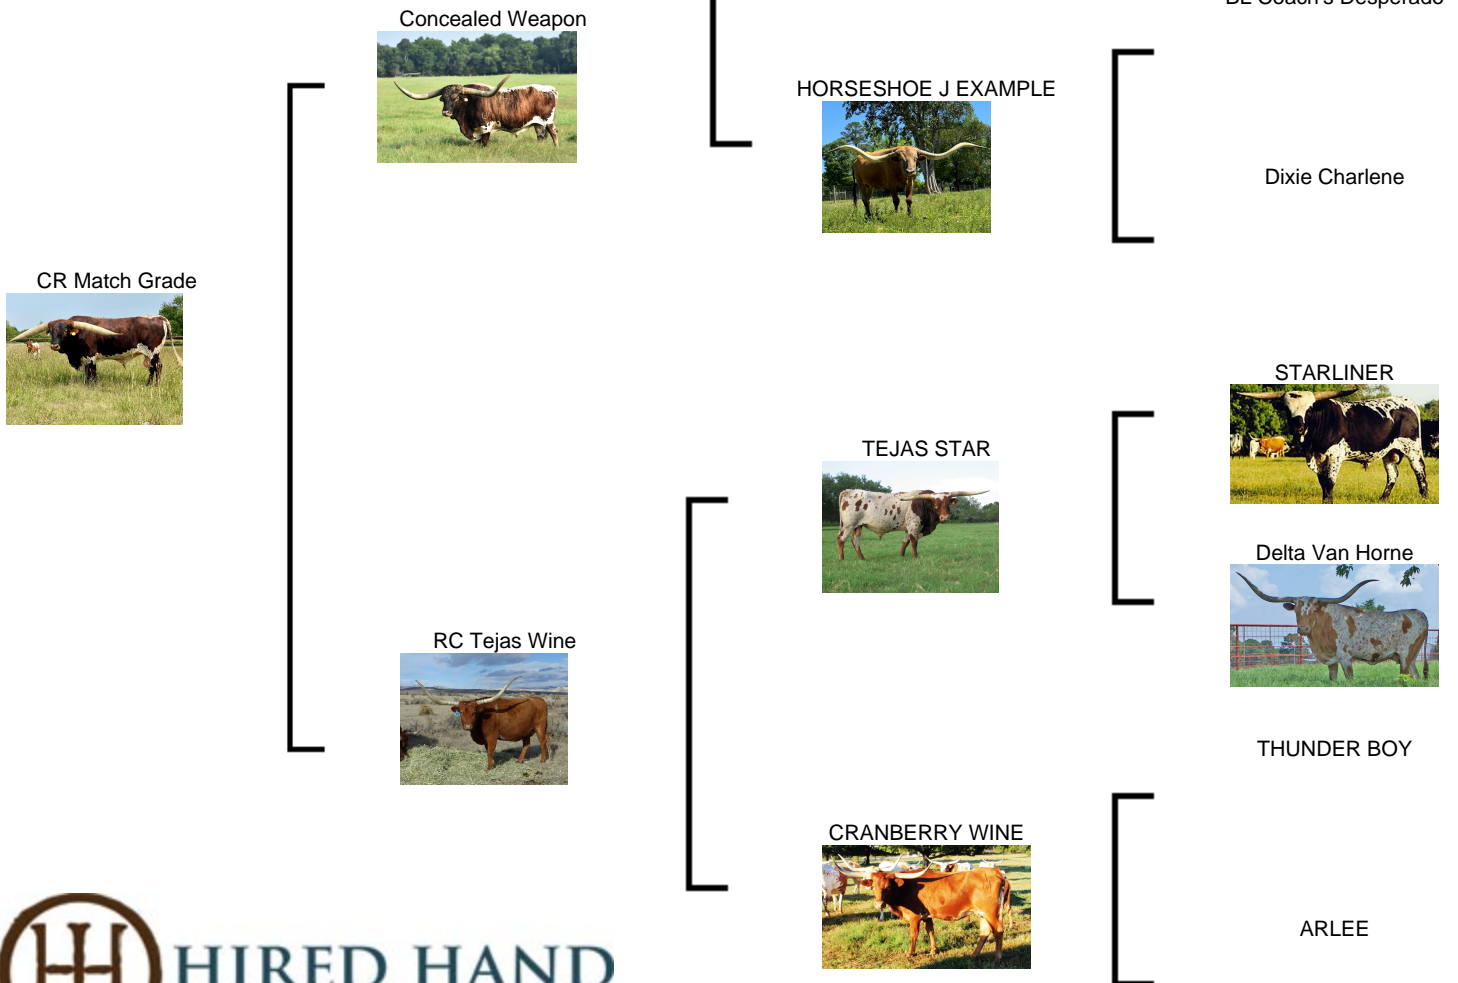 Concealed Weapon
HORSESHOE J EXAMPLE
Dixie Charlene
CR Match Grade
STARLINER
TEJAS STAR
Delta Van Horne
RC Tejas Wine
THUNDER BOY
CRANBERRY WINE
ARLEE
HIRED HAND